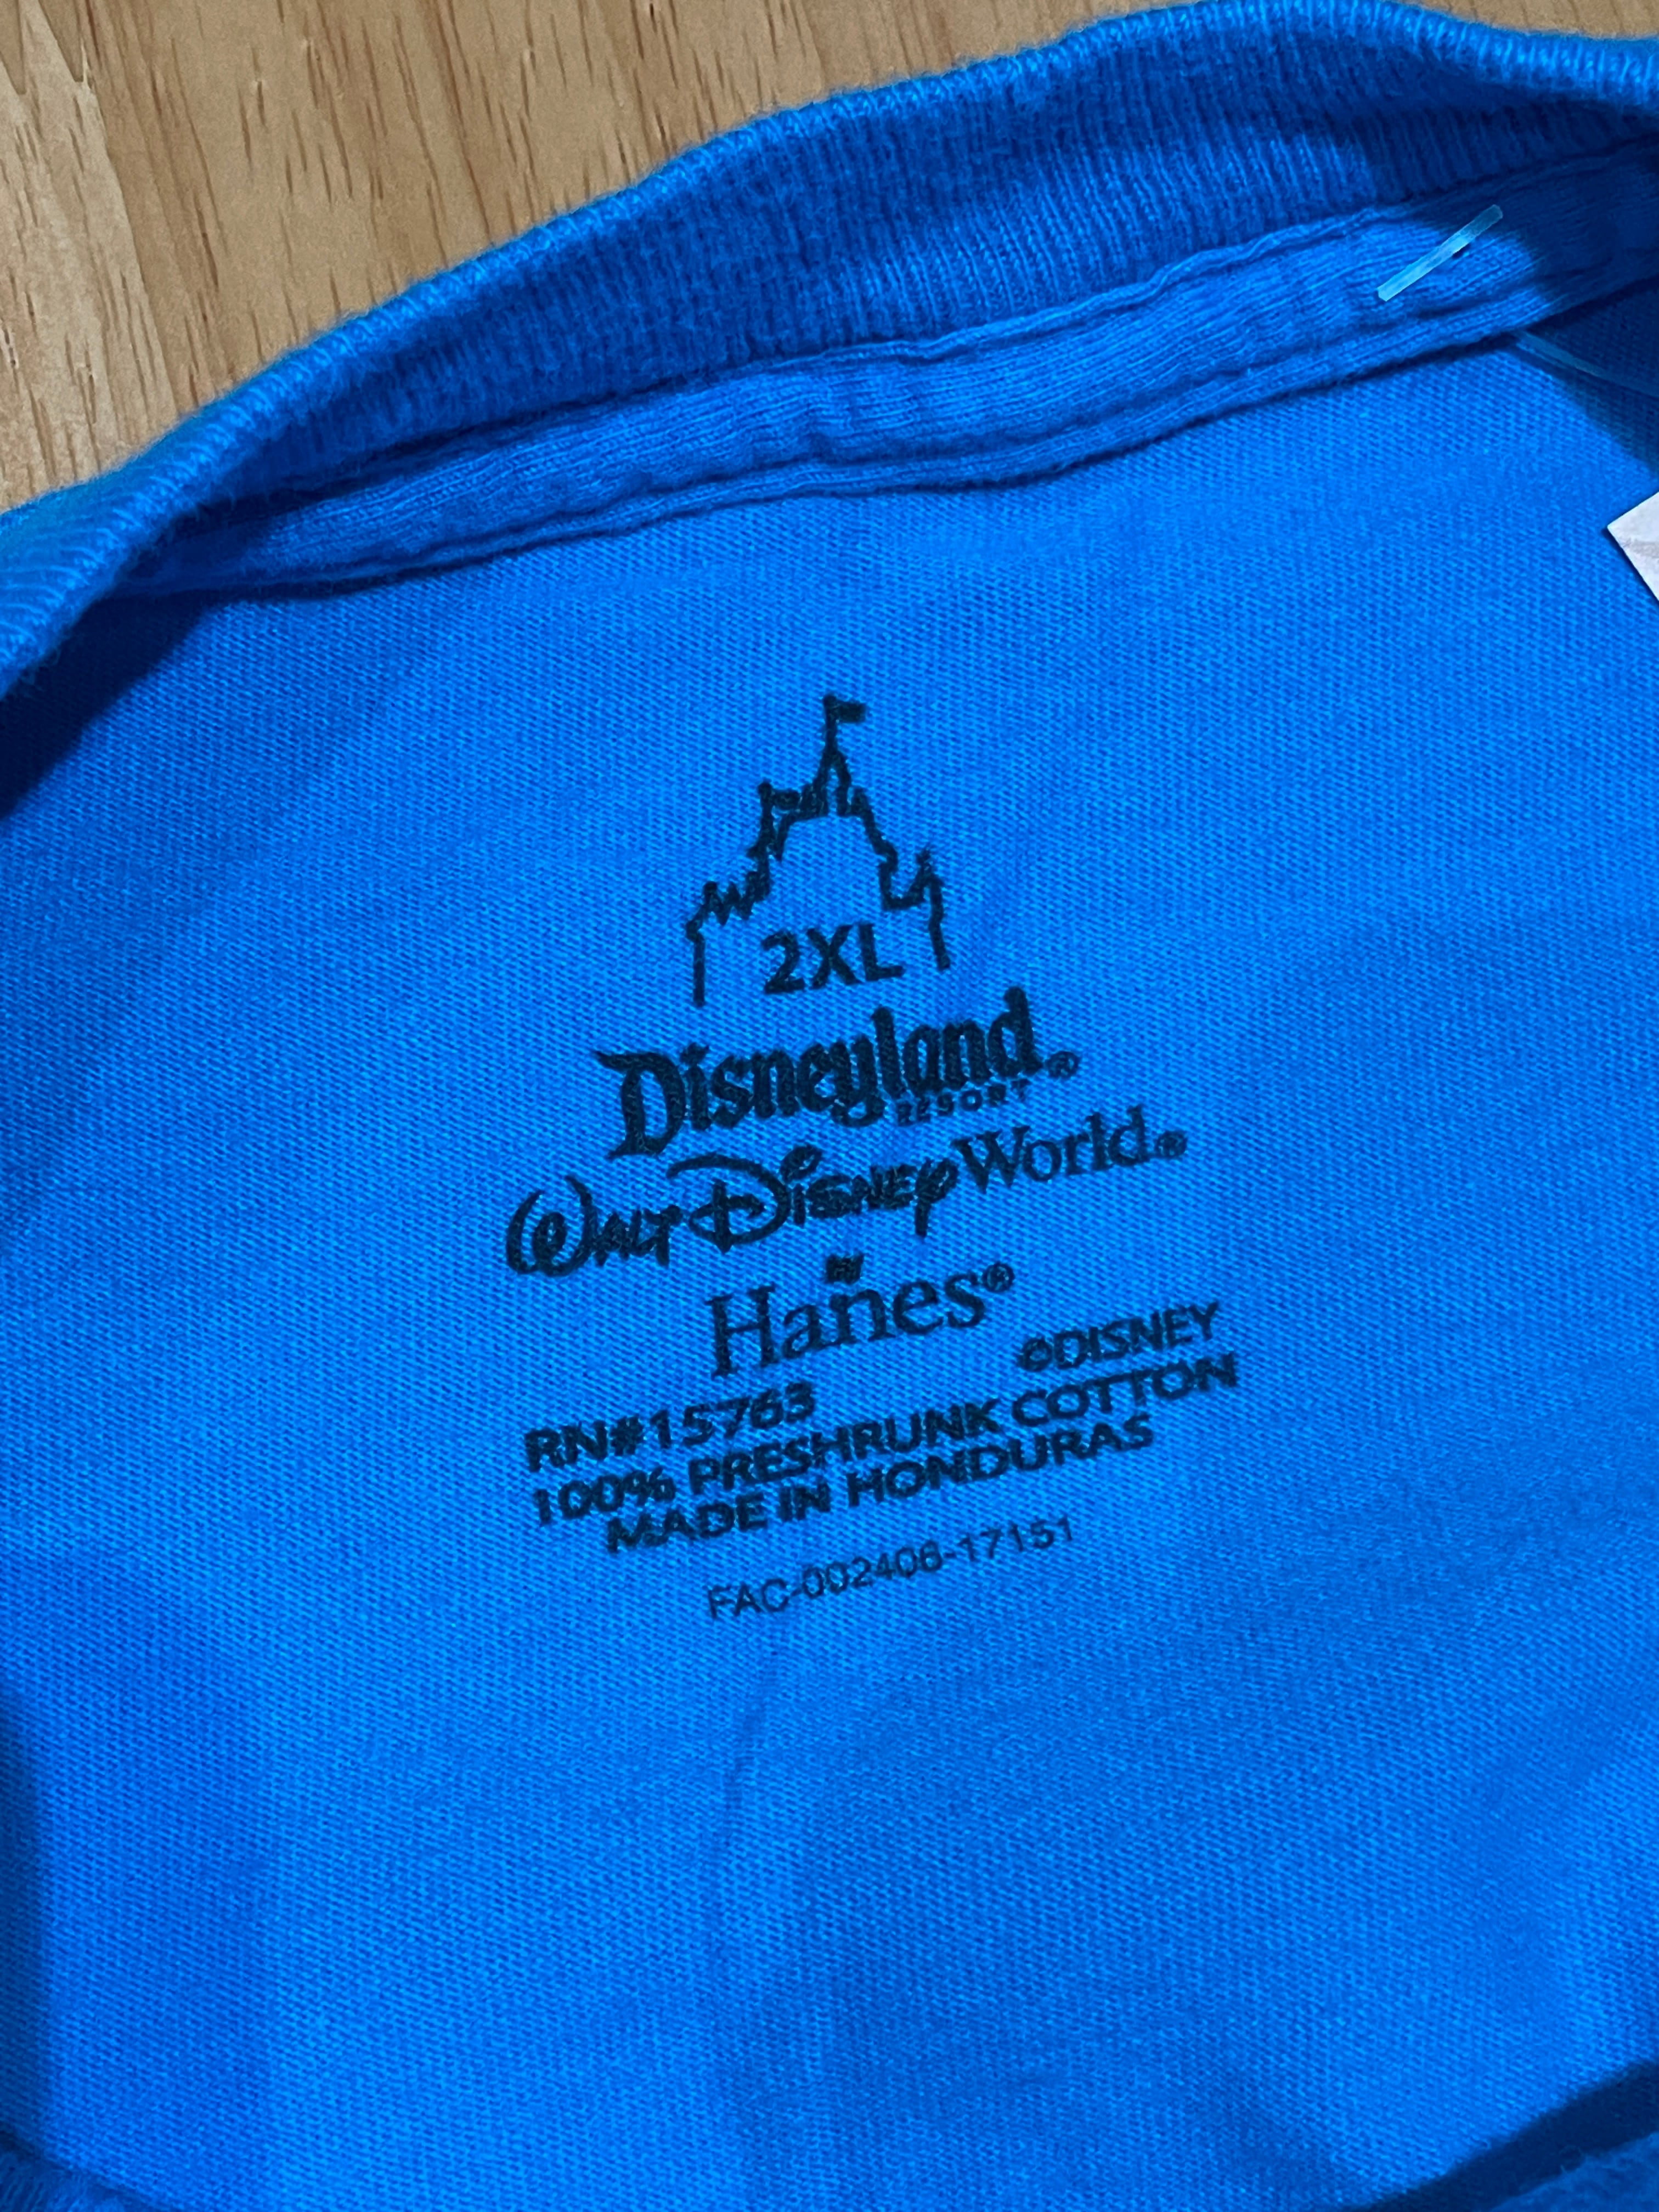 2XL
Disneyland®
RESORT
WALT DISNEY World®
by
Hanes®
©DISNEY
RN#15763
100% PRESHRUNK COTTON
MADE IN HONDURAS
FAC-002406-17151